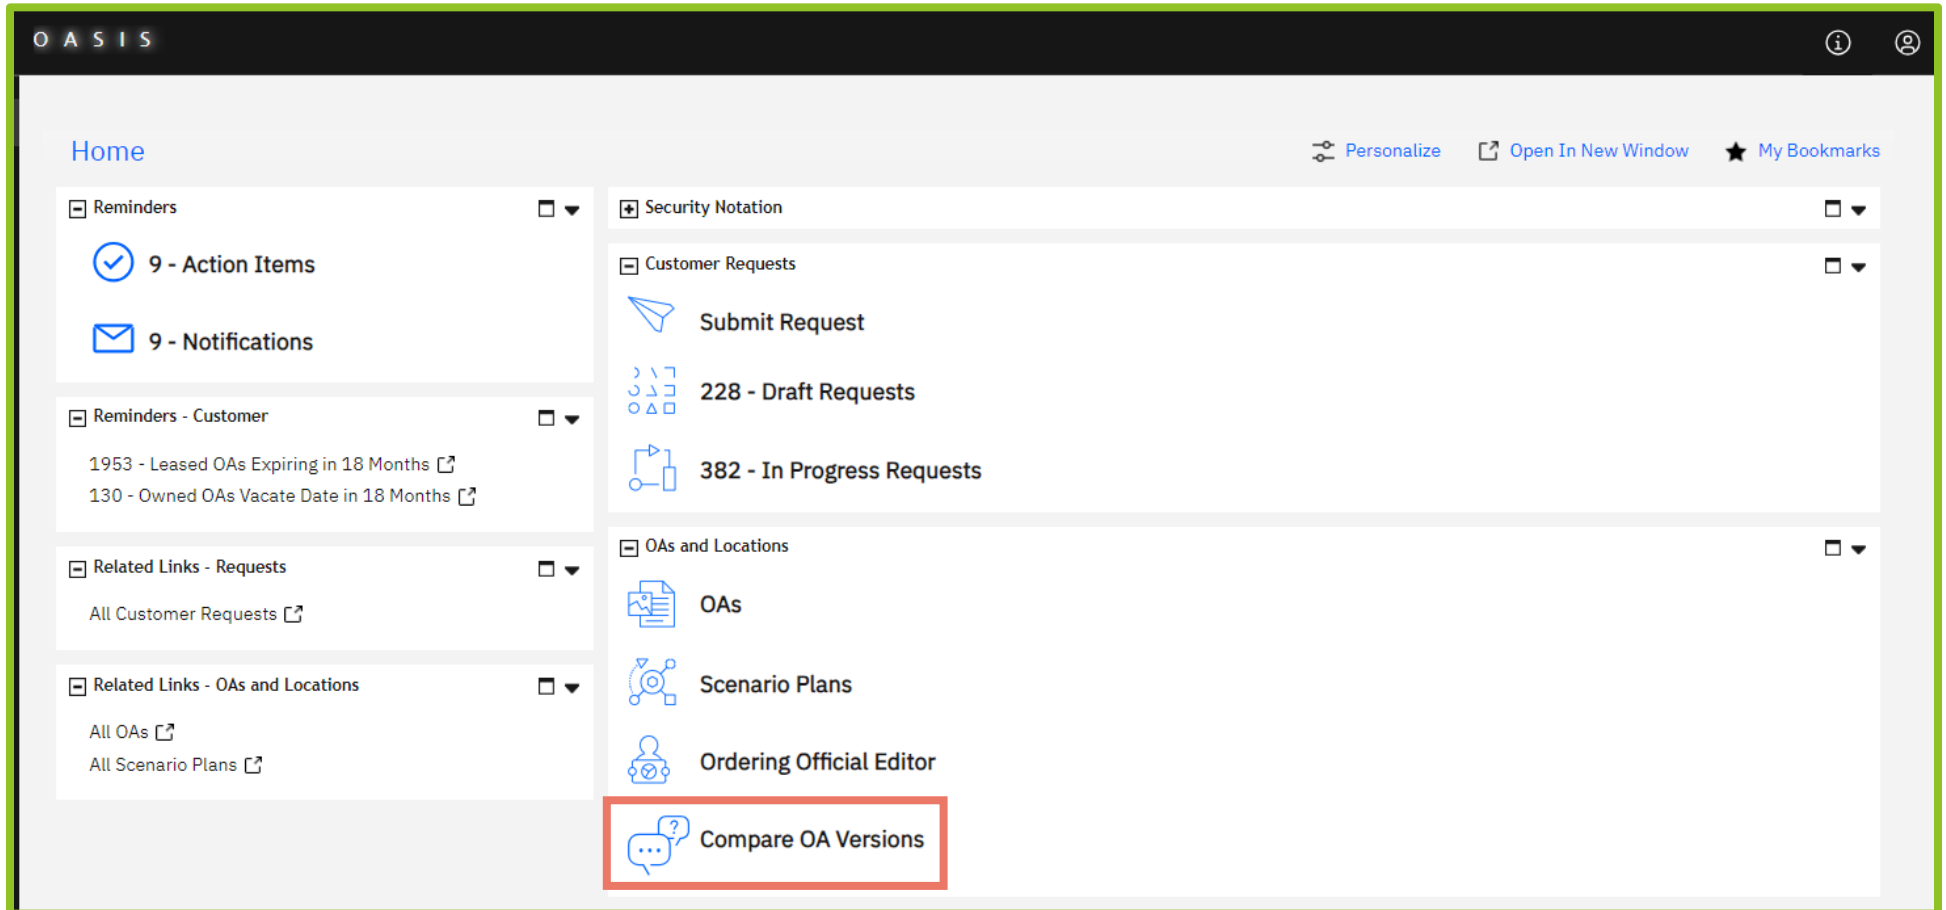 OASIS
Home
Personalize
Open In New Window
My Bookmarks
Reminders
9 - Action Items
9 - Notifications
Reminders - Customer
1953 - Leased OAs Expiring in 18 Months
130 - Owned OAs Vacate Date in 18 Months
Related Links - Requests
All Customer Requests
Related Links - OAs and Locations
All OAs
All Scenario Plans
Security Notation
Customer Requests
Submit Request
228 - Draft Requests
382 - In Progress Requests
OAs and Locations
OAs
Scenario Plans
Ordering Official Editor
Compare OA Versions